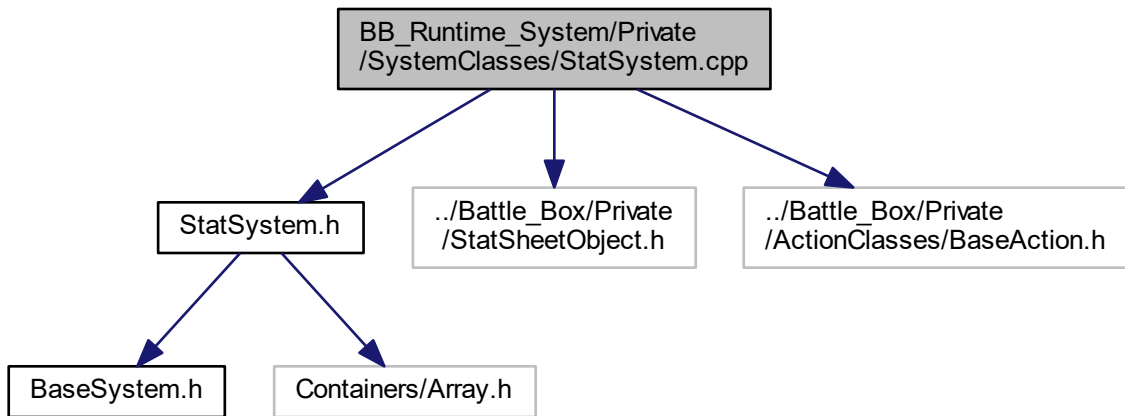 BB_Runtime_System/Private
/SystemClasses/StatSystem.cpp
StatSystem.h
../Battle_Box/Private
/StatSheetObject.h
../Battle_Box/Private
/ActionClasses/BaseAction.h
BaseSystem.h
Containers/Array.h